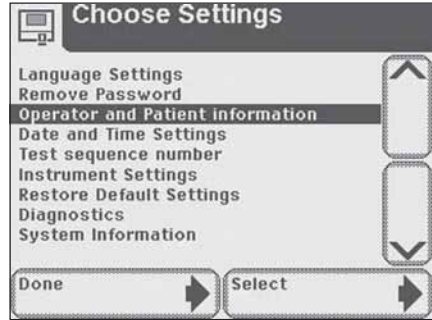 Choose Settings
Language Settings
Remove Password
Operator and Patient information
Date and Time Settings
Test sequence number
Instrument Settings
Restore Default Settings
Diagnostics
System Information
Done
Select